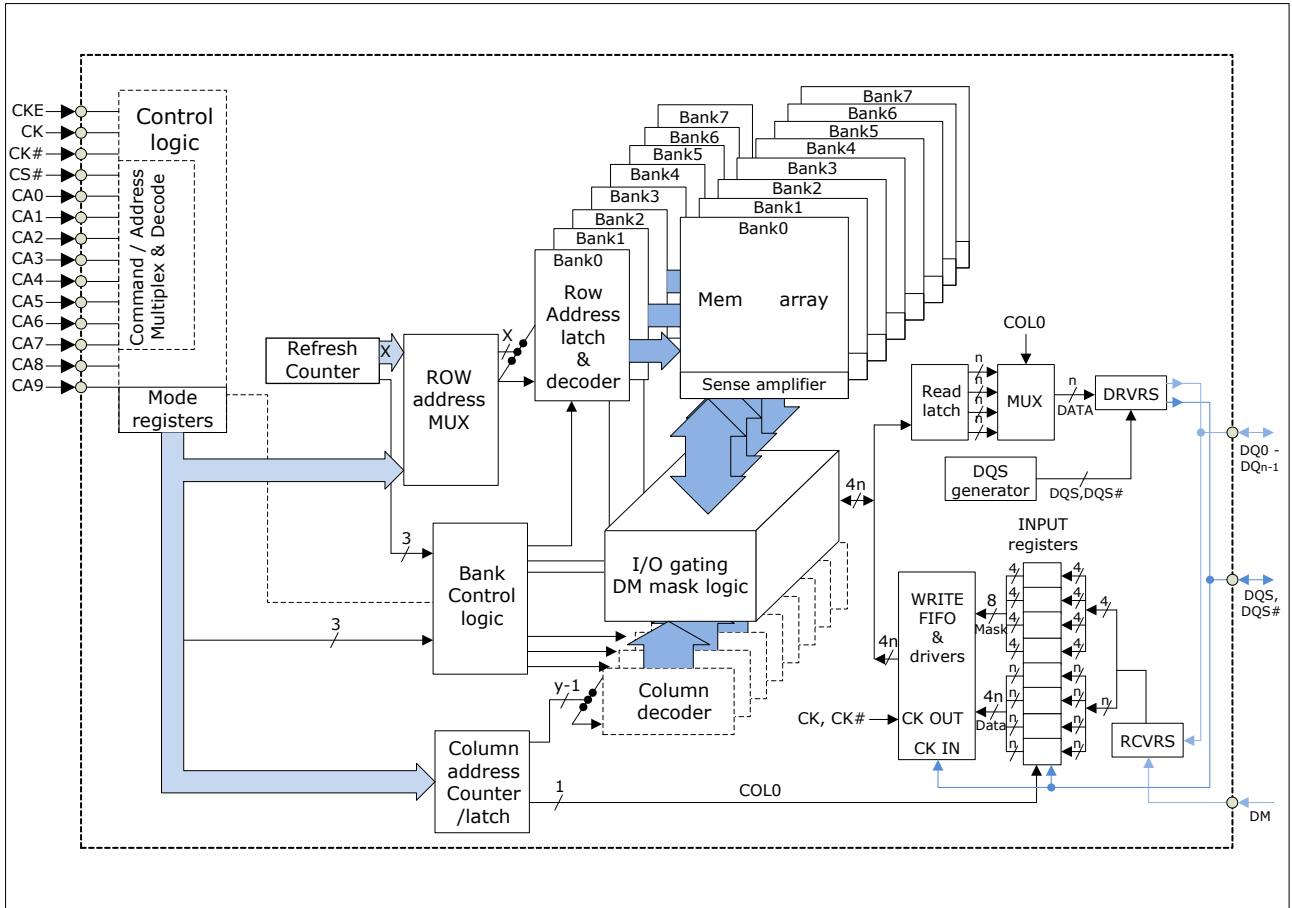 CKE
CK
CK#
CS#
CA0
CA1
CA2
CA3
CA4
CA5
CA6
CA7
CA8
CA9
Control
logic
Command / Address
Multiplex & Decode
Mode
registers
Refresh
Counter
X
ROW
address
MUX
X
3
3
Bank
Control
logic
Column
address
Counter
/latch
y-1
1
COL0
Bank7
Bank6
Bank5
Bank4
Bank3
Bank2
Bank1
Bank0
Row
Address
latch
&
decoder
Bank7
Bank6
Bank5
Bank4
Bank3
Bank2
Bank1
Bank0
Mem array
Sense amplifier
I/O gating
DM mask logic
Column
decoder
4n
4n
Read
latch
n
n
n
n
COL0
MUX
n
DATA
DRVRS
DQS
generator
DQS,DQS#
INPUT
registers
WRITE
FIFO
&
drivers
CK OUT
CK IN
CK, CK#
8
Mask
4n
Data
4
4
4
4
n
n
n
n
4
4
4
4
n
n
n
n
4
n
RCVRS
DQ0 -
DQn-1
DQS,
DQS#
DM